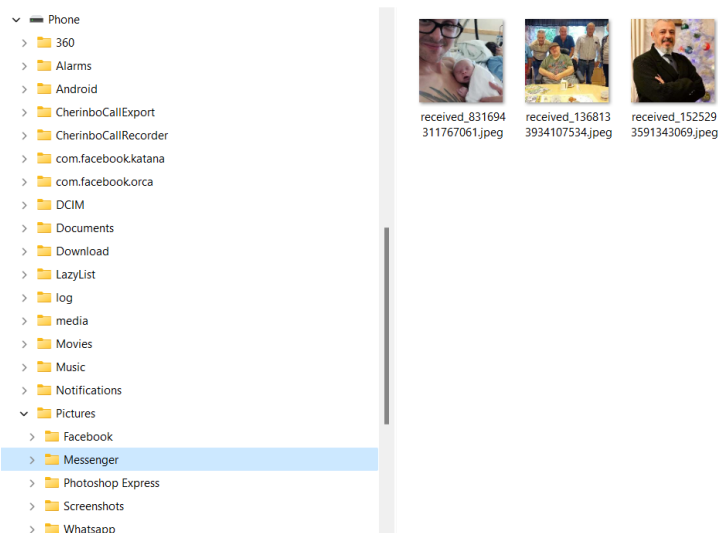 Phone
360
Alarms
Android
CherinboCallExport
CherinboCallRecorder
com.facebook.katana
com.facebook.orca
DCIM
Documents
Download
LazyList
log
media
Movies
Music
Notifications
Pictures
Facebook
Messenger
Photoshop Express
Screenshots
Whatsapp
received_831694
311767061.jpeg
received_136813
3934107534.jpeg
received_152529
3591343069.jpeg